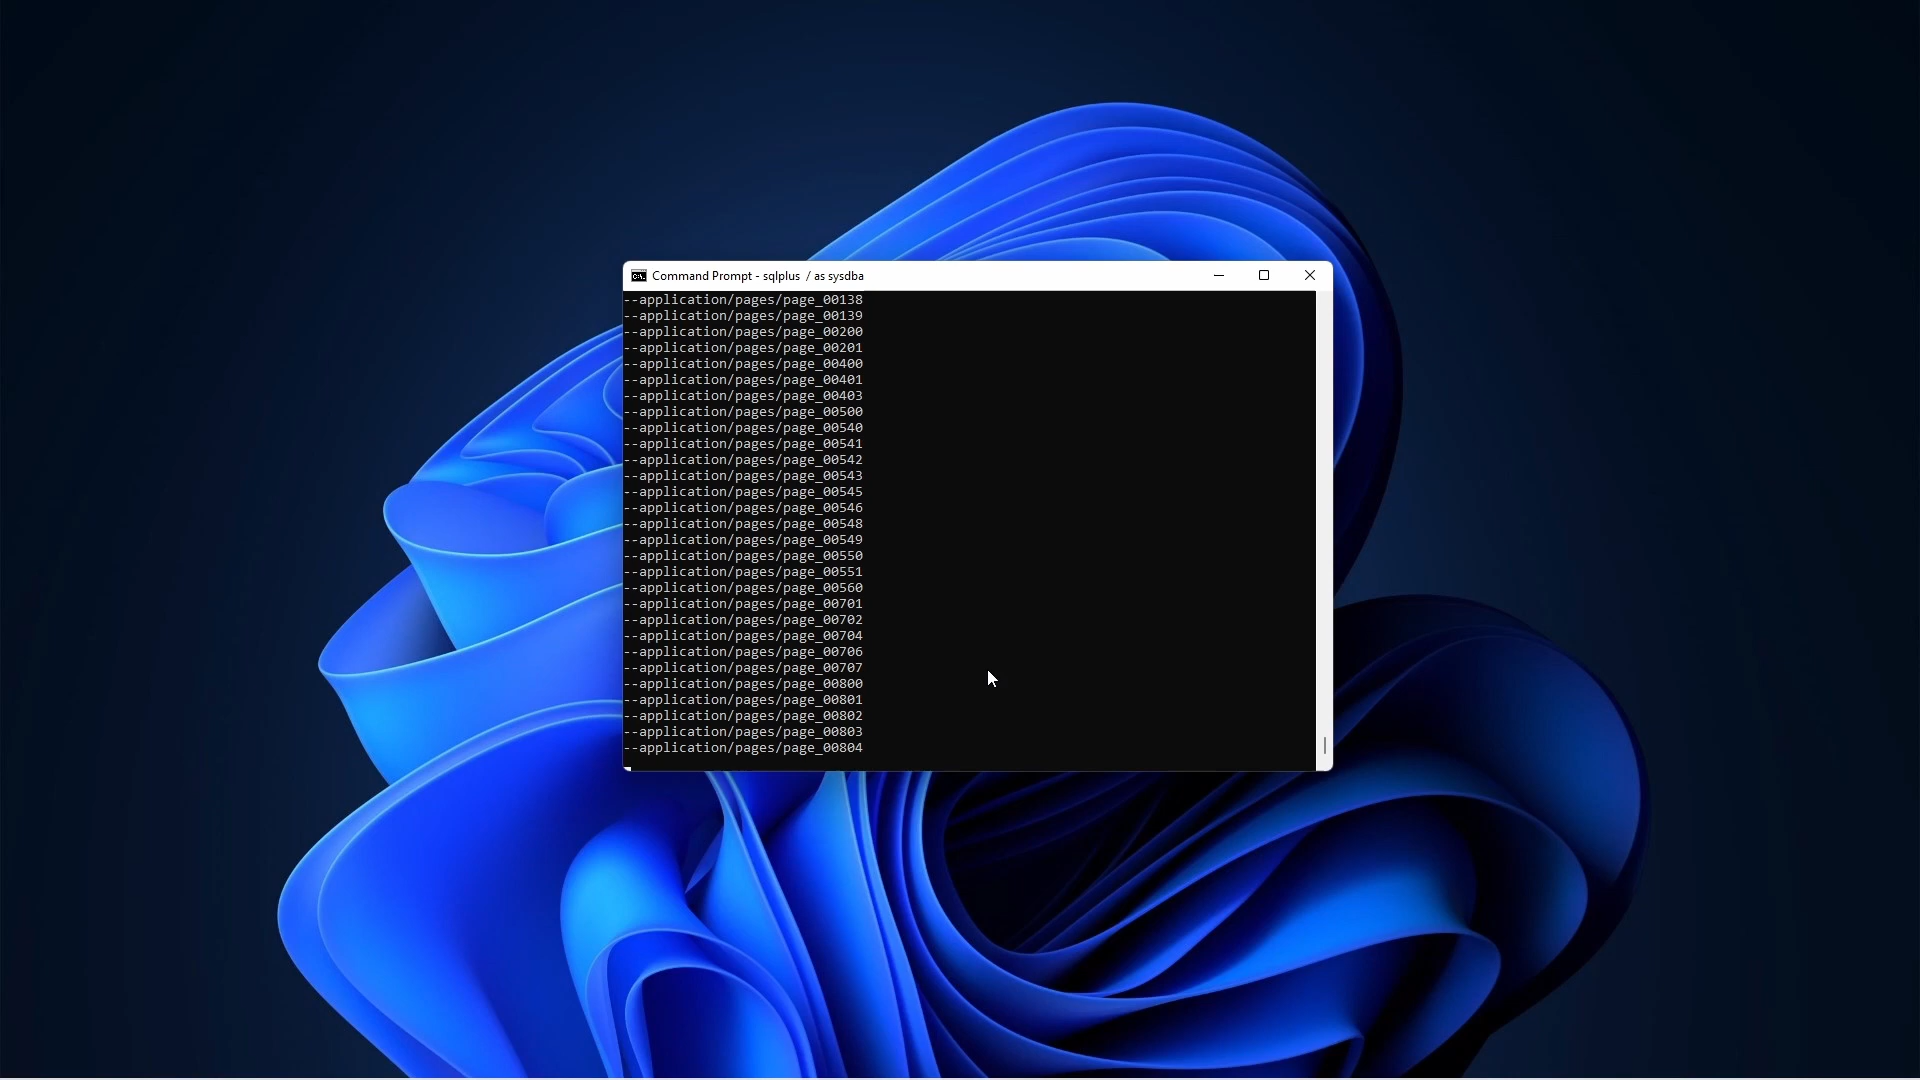 Command Prompt - sqlplus / as sysdba
--application/pages/page_00138
--application/pages/page_00139
--application/pages/page_00200
--application/pages/page_00201
--application/pages/page_00400
--application/pages/page_00401
--application/pages/page_00403
--application/pages/page_00500
--application/pages/page_00540
--application/pages/page_00541
--application/pages/page_00542
--application/pages/page_00543
--application/pages/page_00545
--application/pages/page_00546
--application/pages/page_00548
--application/pages/page_00549
--application/pages/page_00550
--application/pages/page_00551
--application/pages/page_00560
--application/pages/page_00701
--application/pages/page_00702
--application/pages/page_00704
--application/pages/page_00706
--application/pages/page_00707
--application/pages/page_00800
--application/pages/page_00801
--application/pages/page_00802
--application/pages/page_00803
--application/pages/page_00804